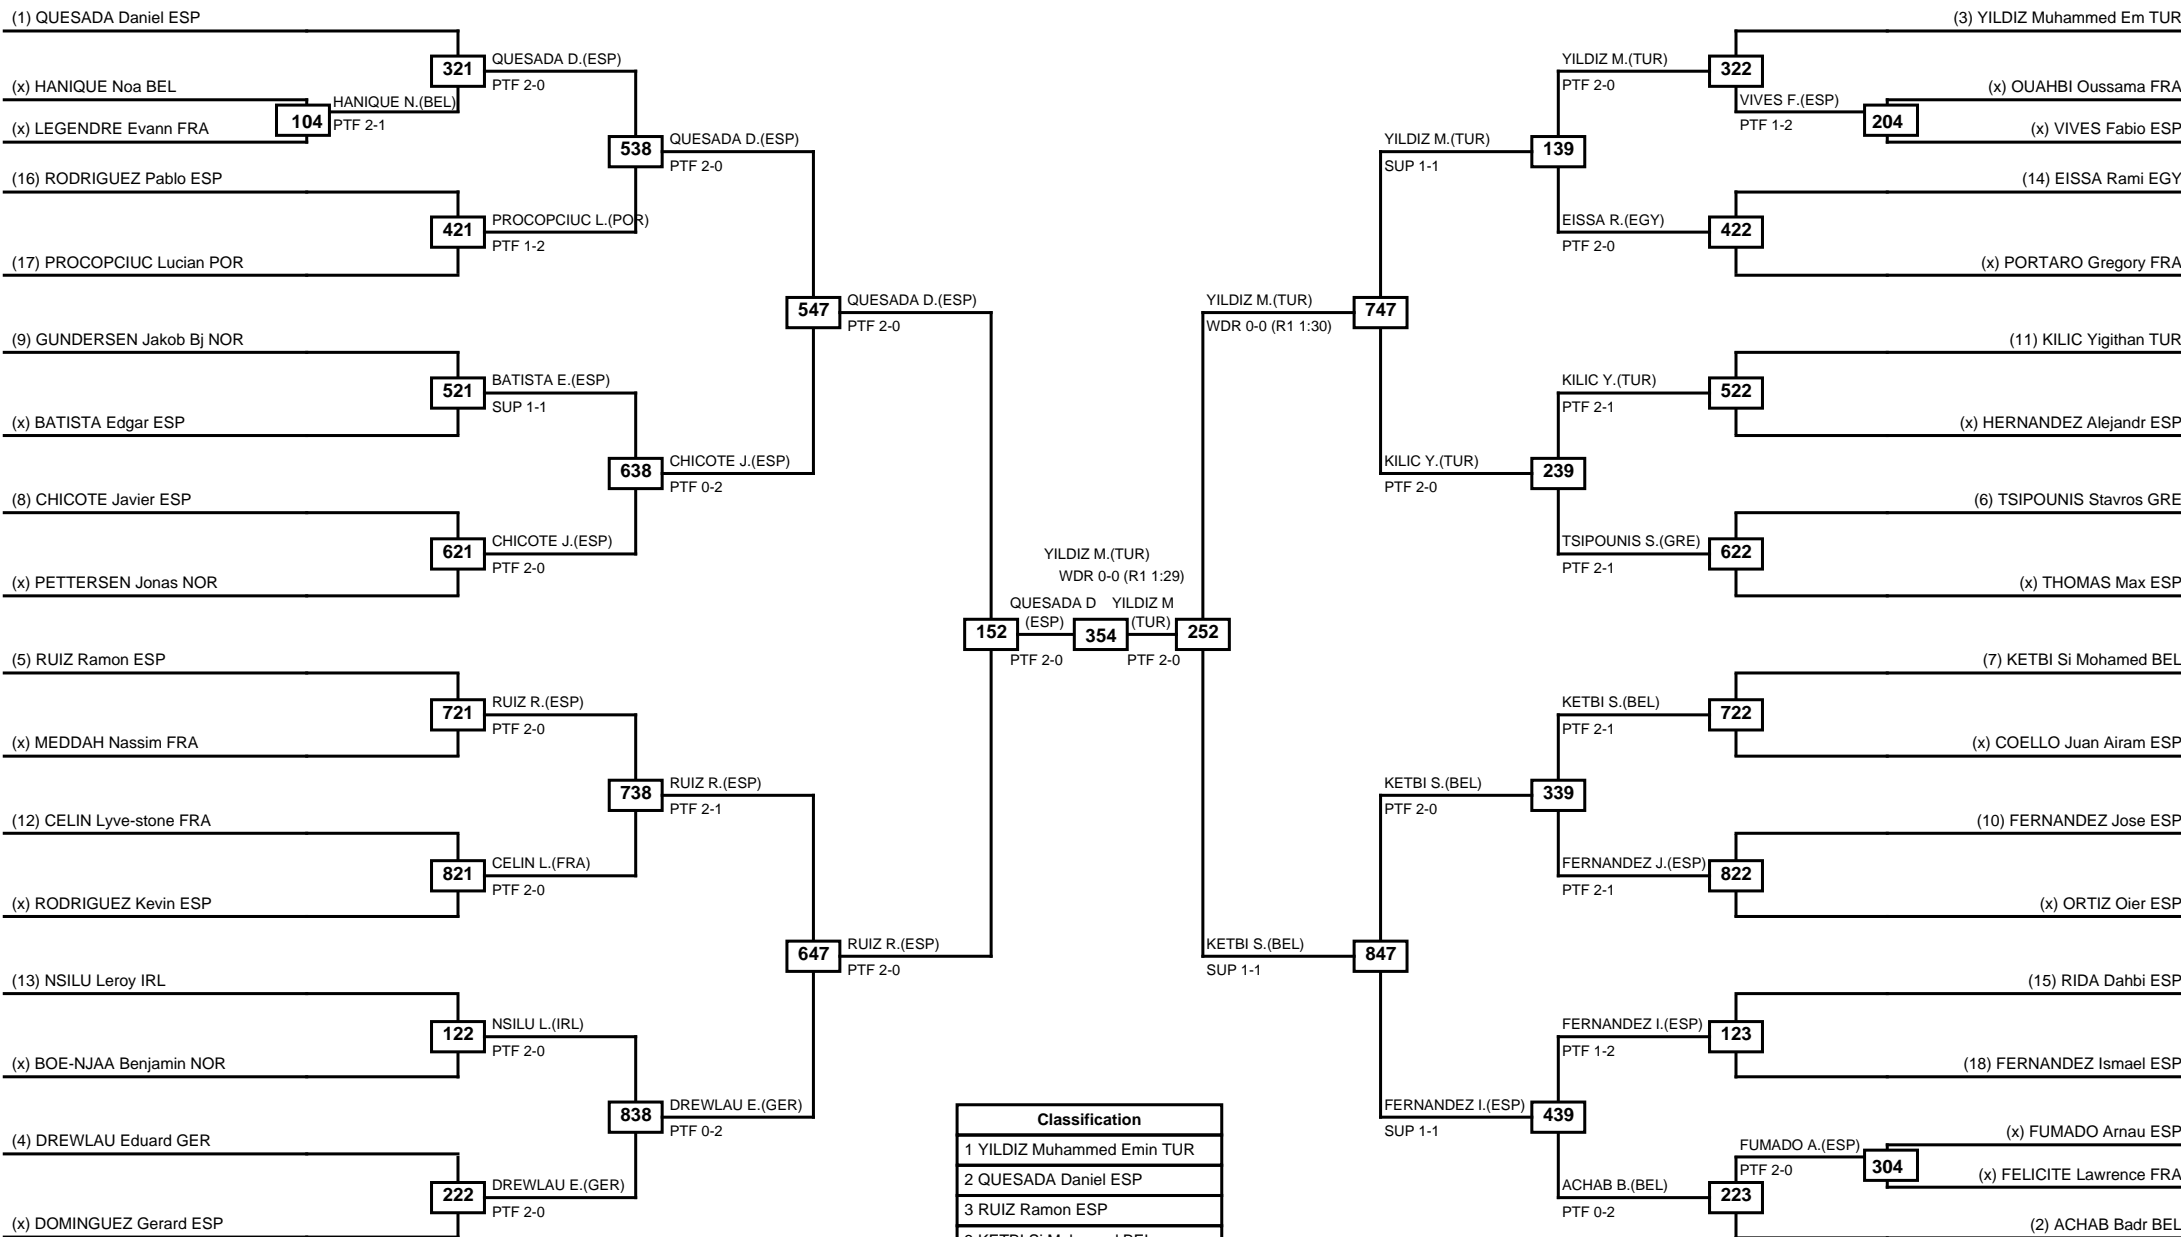 (1) QUESADA Daniel ESP
(x) HANIQUE Noa BEL
(x) LEGENDRE Evann FRA
(16) RODRIGUEZ Pablo ESP
(17) PROCOPCIUC Lucian POR
(9) GUNDERSEN Jakob Bj NOR
(x) BATISTA Edgar ESP
(8) CHICOTE Javier ESP
(x) PETTERSEN Jonas NOR
(5) RUIZ Ramon ESP
(x) MEDDAH Nassim FRA
(12) CELIN Lyve-stone FRA
(x) RODRIGUEZ Kevin ESP
(13) NSILU Leroy IRL
(x) BOE-NJAA Benjamin NOR
(4) DREWLAU Eduard GER
(x) DOMINGUEZ Gerard ESP
104
HANIQUE N.(BEL)
PTF 2-1
321
QUESADA D.(ESP)
PTF 2-0
421
PROCOPCIUC L.(POR)
PTF 1-2
521
BATISTA E.(ESP)
SUP 1-1
621
CHICOTE J.(ESP)
PTF 2-0
721
RUIZ R.(ESP)
PTF 2-0
821
CELIN L.(FRA)
PTF 2-0
122
NSILU L.(IRL)
PTF 2-0
222
DREWLAU E.(GER)
PTF 2-0
538
QUESADA D.(ESP)
PTF 2-0
638
CHICOTE J.(ESP)
PTF 0-2
738
RUIZ R.(ESP)
PTF 2-1
838
DREWLAU E.(GER)
PTF 0-2
547
QUESADA D.(ESP)
PTF 2-0
647
RUIZ R.(ESP)
PTF 2-0
YILDIZ M.(TUR)
WDR 0-0 (R1 1:29)
152
QUESADA D
(ESP)
PTF 2-0
354
YILDIZ M
(TUR)
PTF 2-0
252
YILDIZ M.(TUR)
WDR 0-0 (R1 1:30)
747
KETBI S.(BEL)
SUP 1-1
847
YILDIZ M.(TUR)
SUP 1-1
139
KILIC Y.(TUR)
PTF 2-0
239
KETBI S.(BEL)
PTF 2-0
339
FERNANDEZ I.(ESP)
SUP 1-1
439
YILDIZ M.(TUR)
PTF 2-0
322
EISSA R.(EGY)
PTF 2-0
422
KILIC Y.(TUR)
PTF 2-1
522
TSIPOUNIS S.(GRE)
PTF 2-1
622
KETBI S.(BEL)
PTF 2-1
722
FERNANDEZ J.(ESP)
PTF 2-1
822
FERNANDEZ I.(ESP)
PTF 1-2
123
ACHAB B.(BEL)
PTF 0-2
223
VIVES F.(ESP)
PTF 1-2
204
FUMADO A.(ESP)
PTF 2-0
304
(3) YILDIZ Muhammed Em TUR
(x) OUAHBI Oussama FRA
(x) VIVES Fabio ESP
(14) EISSA Rami EGY
(x) PORTARO Gregory FRA
(11) KILIC Yigithan TUR
(x) HERNANDEZ Alejandr ESP
(6) TSIPOUNIS Stavros GRE
(x) THOMAS Max ESP
(7) KETBI Si Mohamed BEL
(x) COELLO Juan Airam ESP
(10) FERNANDEZ Jose ESP
(x) ORTIZ Oier ESP
(15) RIDA Dahbi ESP
(18) FERNANDEZ Ismael ESP
(x) FUMADO Arnau ESP
(x) FELICITE Lawrence FRA
(2) ACHAB Badr BEL
Classification
1 YILDIZ Muhammed Emin TUR
2 QUESADA Daniel ESP
3 RUIZ Ramon ESP